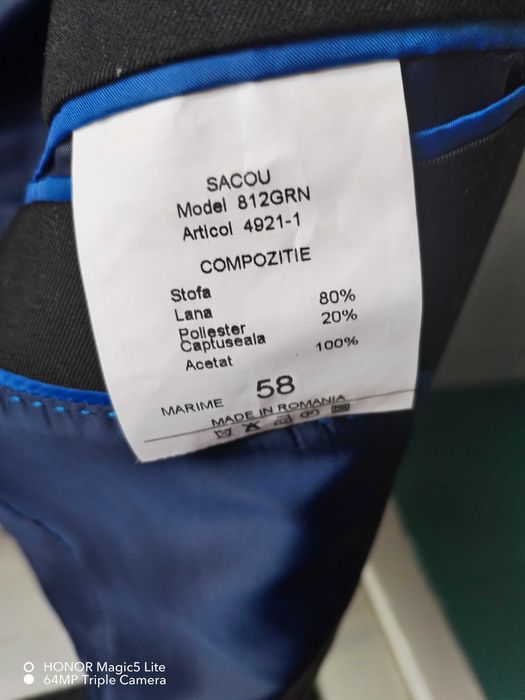 SACOU
Model 812GRN
Articol 4921-1
COMPOZITIE
Stofa
Lana 80%
Poliester 20%
Captuseala
Acetat 100%
MARIME 58
MADE IN ROMANIA
HONOR Magic5 Lite
64MP Triple Camera